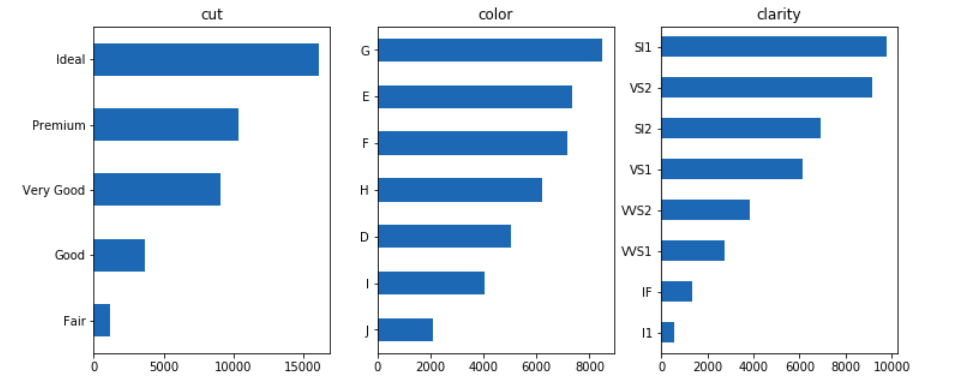 cut
Ideal
Premium
Very Good
Good
Fair
0 5000 10000 15000
color
G
E
F
H
D
I
J
0 2000 4000 6000 8000
clarity
SI1
VS2
SI2
VS1
VVS2
VVS1
IF
I1
0 2000 4000 6000 8000 10000